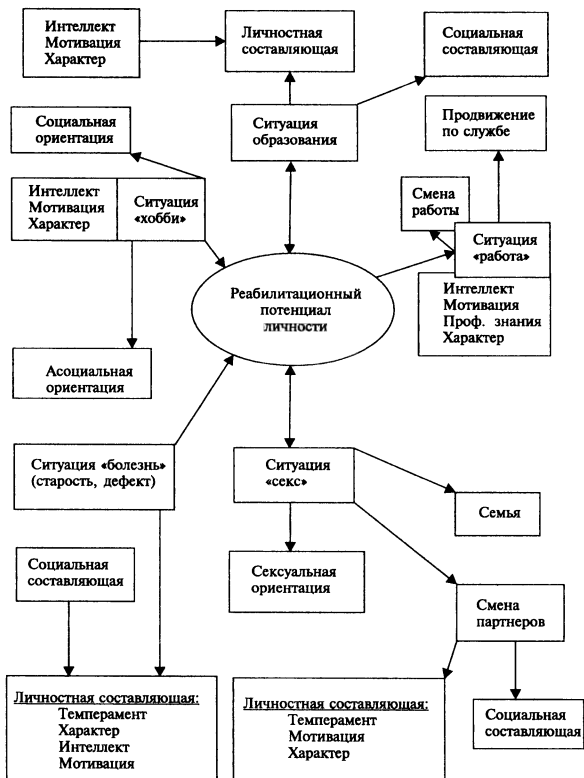 Интеллект
Мотивация
Характер
Личностная
составляющая
Социальная
составляющая
Социальная
ориентация
Ситуация
образования
Продвижение
по службе
Интеллект
Мотивация
Характер
Ситуация
«хобби»
Смена
работы
Ситуация
«работа»
Интеллект
Мотивация
Проф. знания
Характер
Реабилитационный
потенциал
личности
Асоциальная
ориентация
Ситуация «болезнь»
(старость, дефект)
Ситуация
«секс»
Семья
Социальная
составляющая
Сексуальная
ориентация
Смена
партнеров
Личностная составляющая:
Темперамент
Характер
Интеллект
Мотивация
Личностная составляющая:
Темперамент
Мотивация
Характер
Социальная
составляющая